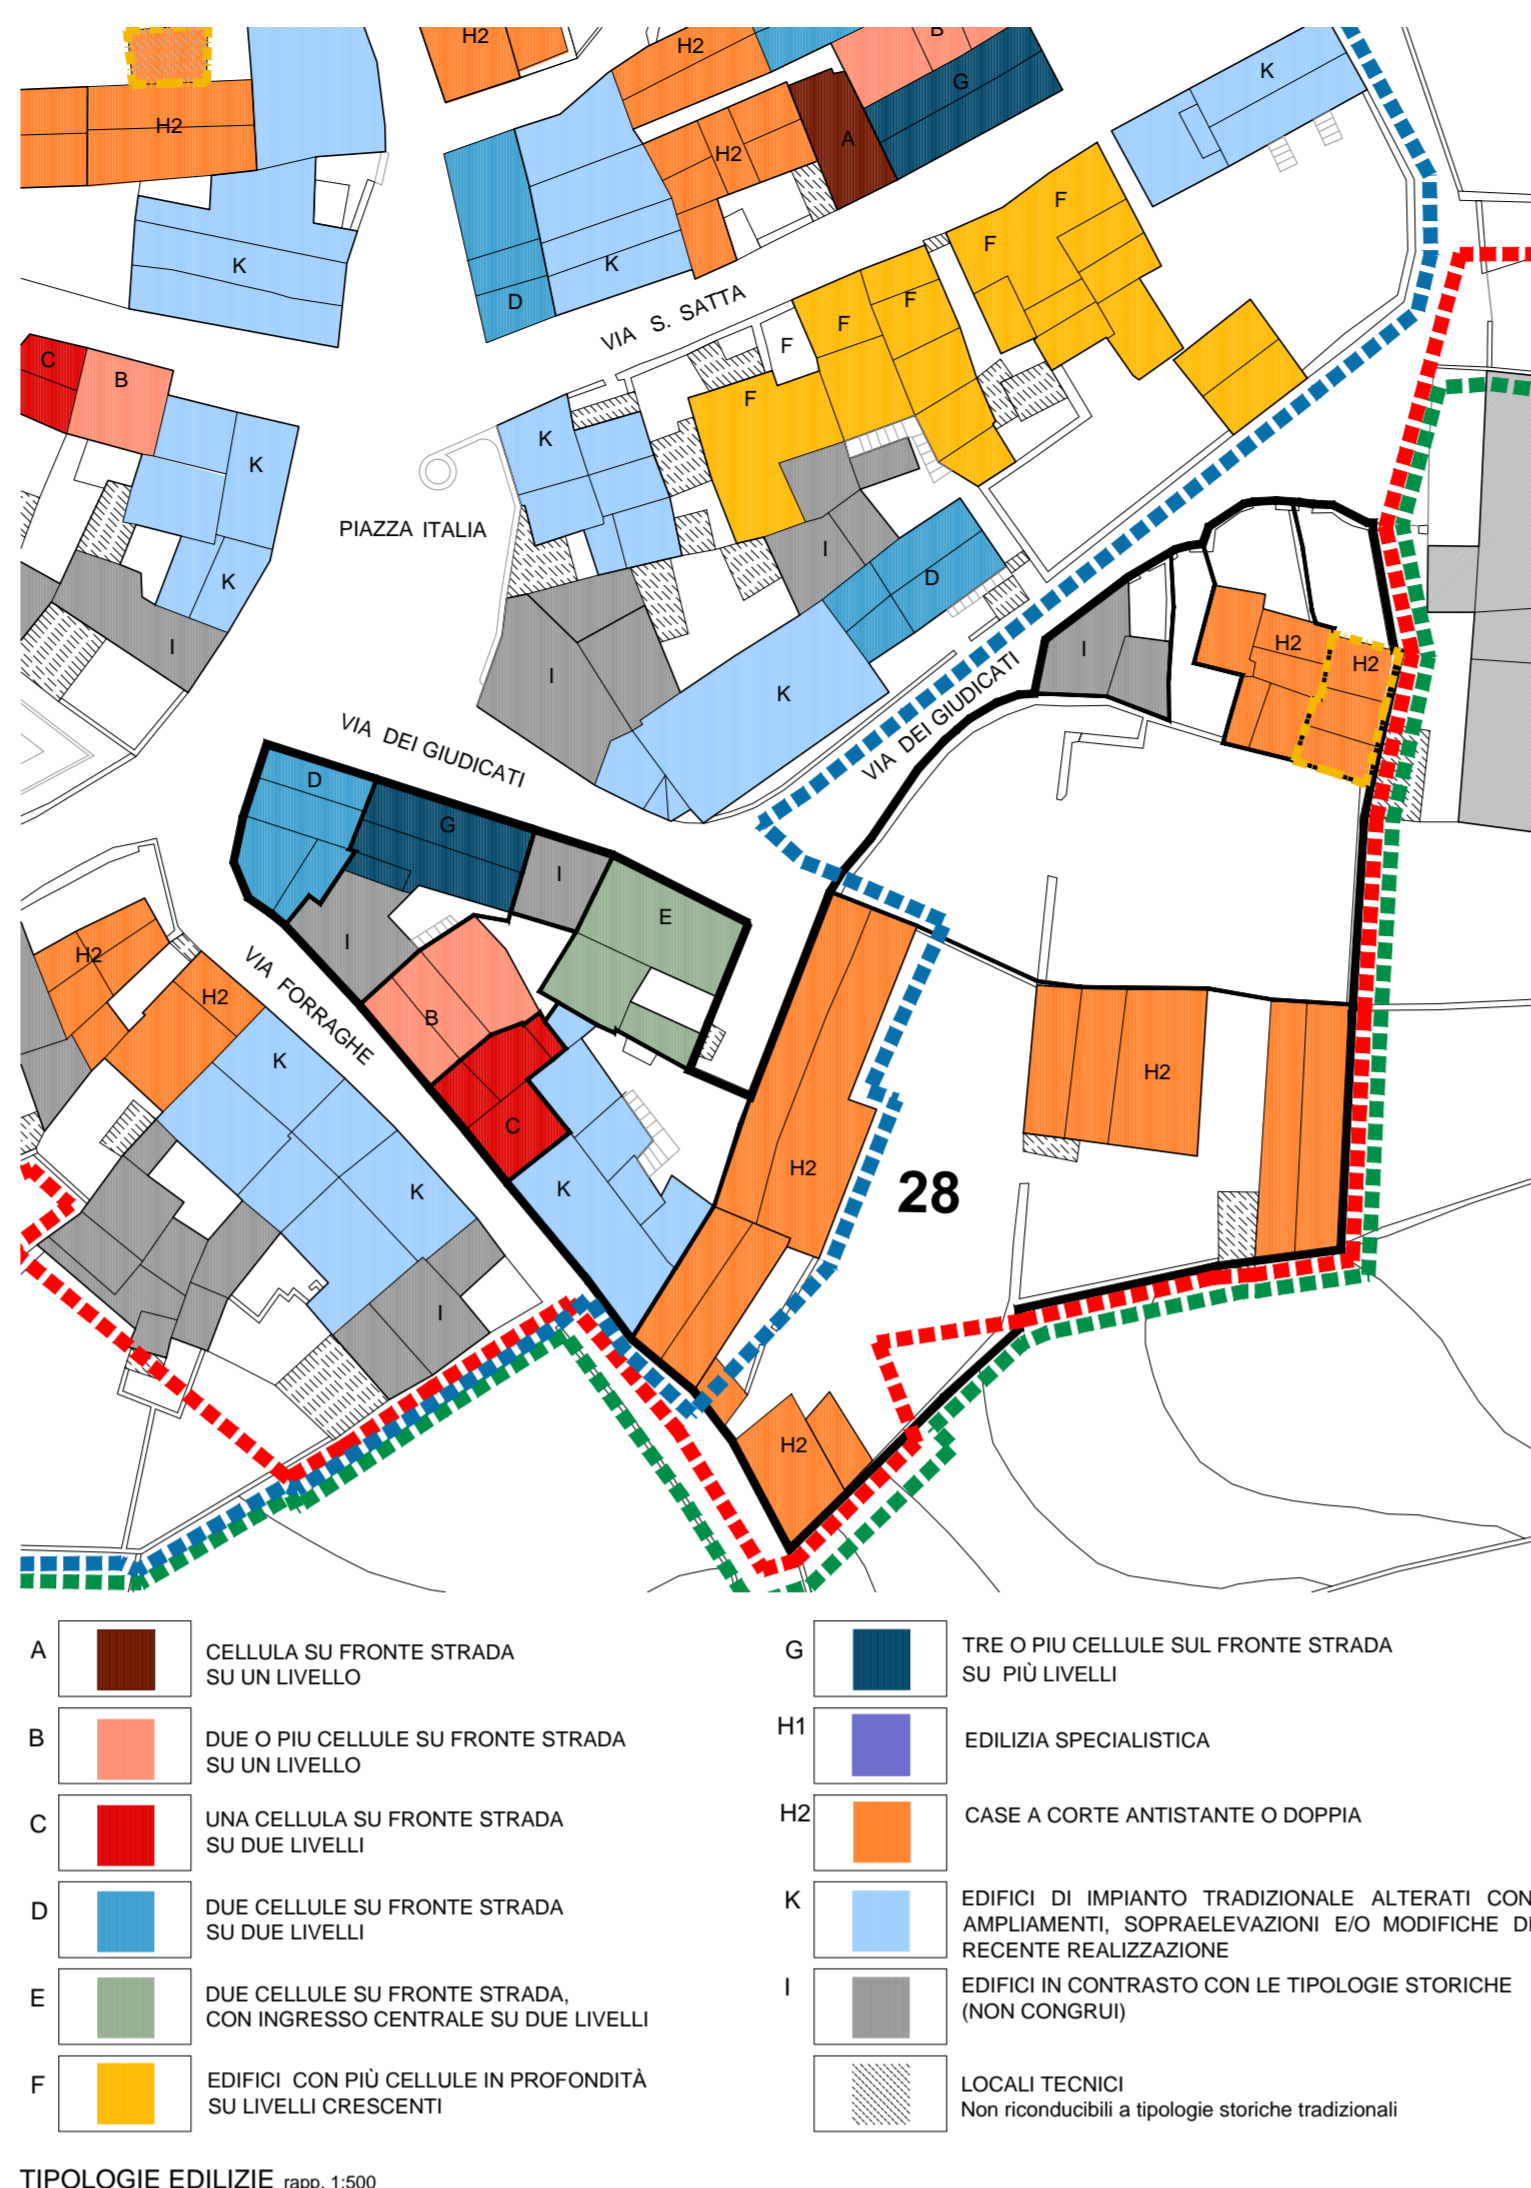 H2
H2
B
K
G
H2
A
H2
F
K
F
K
F
D
VIA S. SATTA
F
F
C
B
F
K
K
PIAZZA ITALIA
I
D
K
H2
I
I
H2
I
K
VIA DEI GIUDICATI
VIA DEI GIUDICATI
D
G
I
E
I
H2
VIA FORRAGHE
H2
B
K
H2
C
H2
28
K
K
I
H2
A
CELLULA SU FRONTE STRADA
SU UN LIVELLO
B
DUE O PIU CELLULE SU FRONTE STRADA
SU UN LIVELLO
C
UNA CELLULA SU FRONTE STRADA
SU DUE LIVELLI
D
DUE CELLULE SU FRONTE STRADA
SU DUE LIVELLI
E
DUE CELLULE SU FRONTE STRADA,
CON INGRESSO CENTRALE SU DUE LIVELLI
F
EDIFICI CON PIÙ CELLULE IN PROFONDITÀ
SU LIVELLI CRESCENTI
G
TRE O PIU CELLULE SUL FRONTE STRADA
SU PIÙ LIVELLI
H1
EDILIZIA SPECIALISTICA
H2
CASE A CORTE ANTISTANTE O DOPPIA
K
EDIFICI DI IMPIANTO TRADIZIONALE ALTERATI CON
AMPLIAMENTI, SOPRAELEVAZIONI E/O MODIFICHE DI
RECENTE REALIZZAZIONE
I
EDIFICI IN CONTRASTO CON LE TIPOLOGIE STORICHE
(NON CONGRUI)
LOCALI TECNICI
Non riconducibili a tipologie storiche tradizionali
TIPOLOGIE EDILIZIE rapp. 1:500